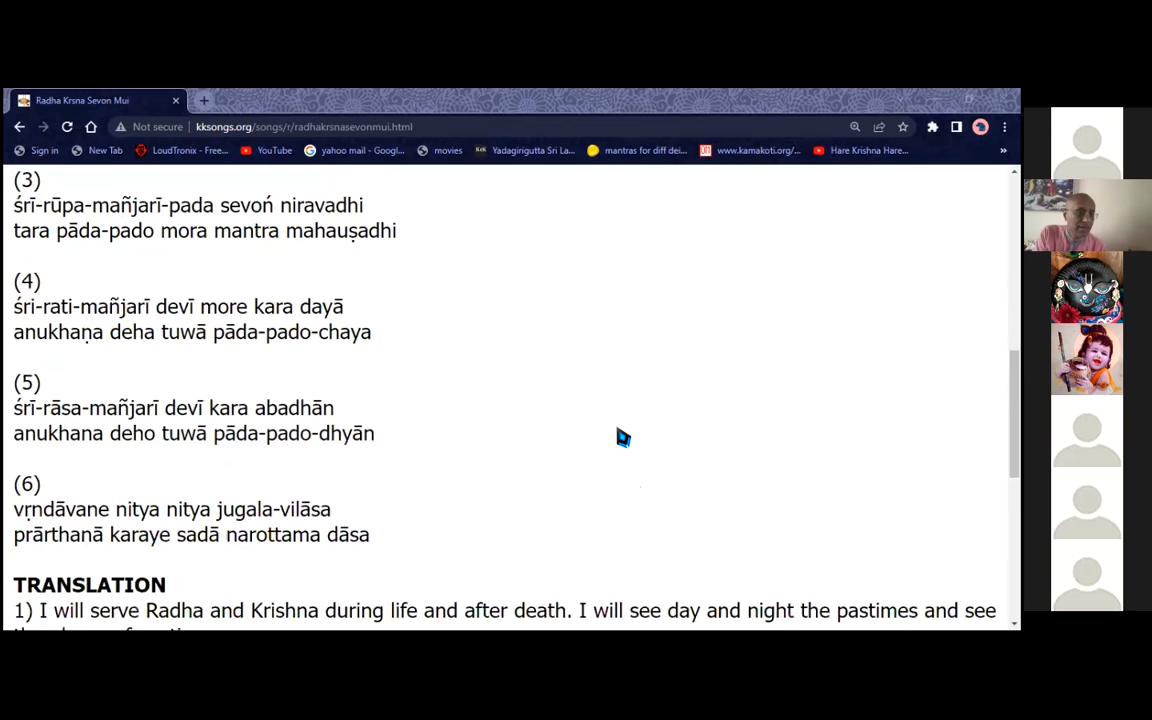 Radha Krsna Sevon Mui
Not secure kksongs.org/songs/r/radhakrsnasevonmui.html
Sign in New Tab LoudTronix - Free... YouTube yahoo mail - Googl... movies Yadagirigutta Sri La... mantras for diff dei... www.kamakoti.org/... Hare Krishna Hare... »
(3)
śrī-rūpa-mañjarī-pada sevoń niravadhi
tara pāda-pado mora mantra mahauṣadhi
(4)
śri-rati-mañjarī devī more kara dayā
anukhaṇa deha tuwā pāda-pado-chaya
(5)
śrī-rāsa-mañjarī devī kara abadhān
anukhana deho tuwā pāda-pado-dhyān
(6)
vṛndāvane nitya nitya jugala-vilāsa
prārthanā karaye sadā narottama dāsa
TRANSLATION
1) I will serve Radha and Krishna during life and after death. I will see day and night the pastimes and see